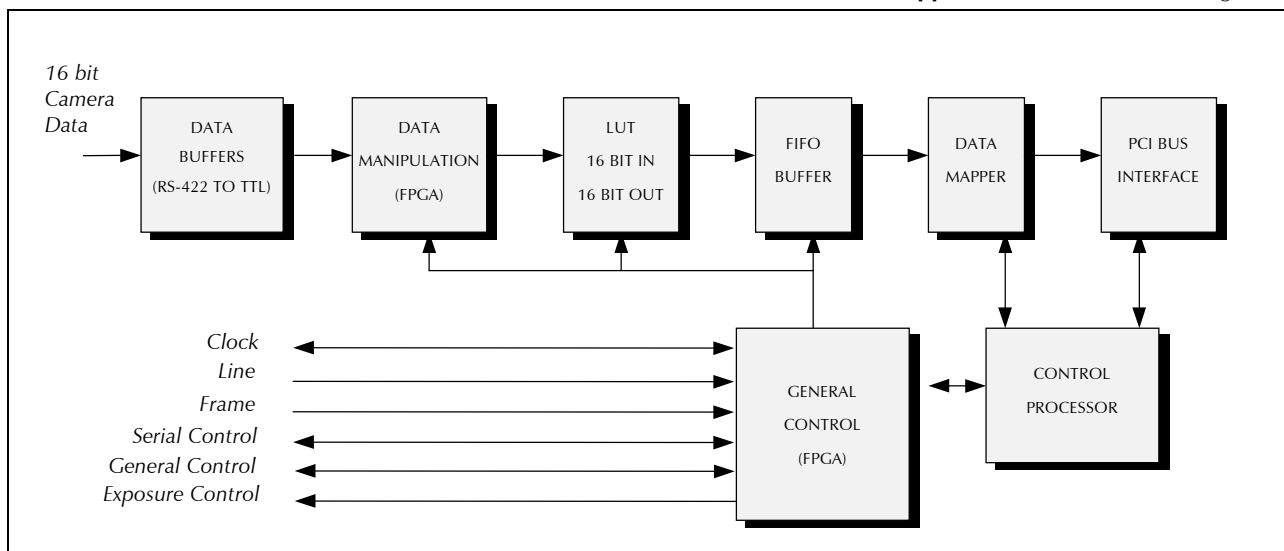 16 bit
Camera
Data
DATA
BUFFERS
(RS-422 TO TTL)
DATA
MANIPULATION
(FPGA)
LUT
16 BIT IN
16 BIT OUT
FIFO
BUFFER
DATA
MAPPER
PCI BUS
INTERFACE
Clock
Line
Frame
Serial Control
General Control
Exposure Control
GENERAL
CONTROL
(FPGA)
CONTROL
PROCESSOR